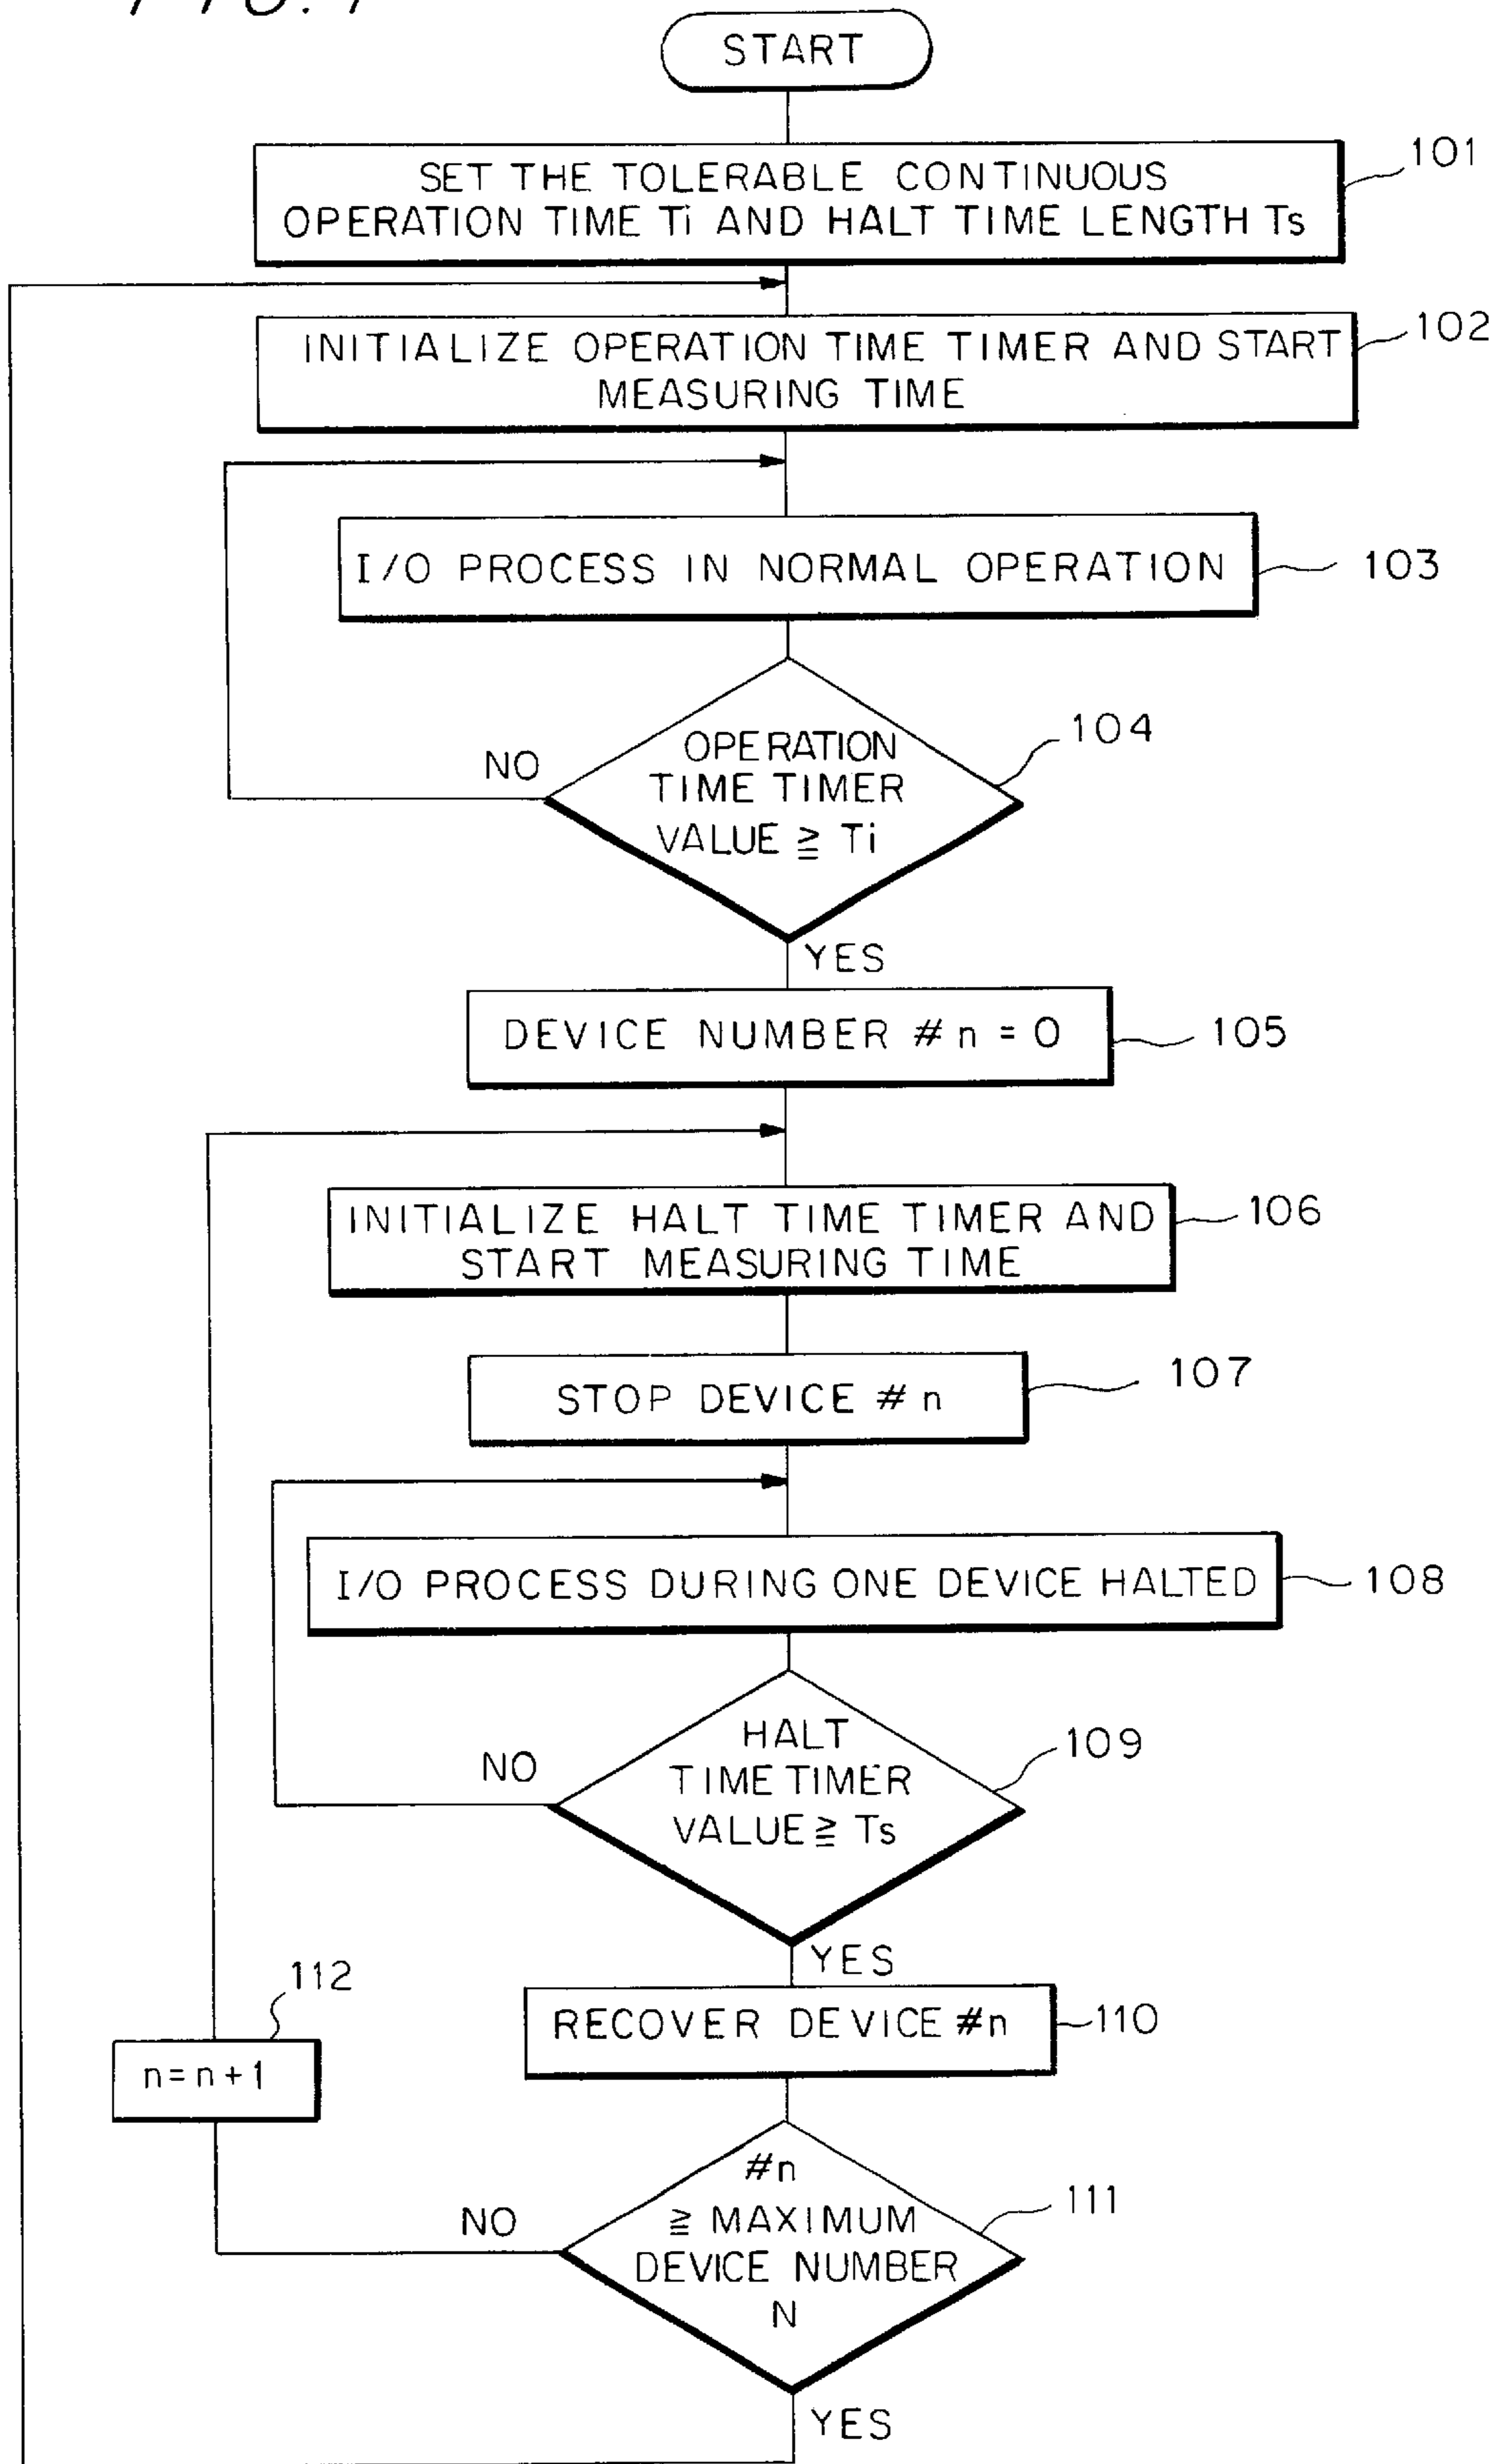 START
SET THE TOLERABLE CONTINUOUS
OPERATION TIME Ti AND HALT TIME LENGTH Ts
101
INITIALIZE OPERATION TIME TIMER AND START
MEASURING TIME
102
I/O PROCESS IN NORMAL OPERATION
103
OPERATION
TIME TIMER
VALUE ≧ Ti
104
NO
YES
DEVICE NUMBER #n = 0
105
INITIALIZE HALT TIME TIMER AND
START MEASURING TIME
106
STOP DEVICE #n
107
I/O PROCESS DURING ONE DEVICE HALTED
108
HALT
TIME TIMER
VALUE ≧ Ts
109
NO
YES
RECOVER DEVICE #n
110
112
n=n+1
#n
≧ MAXIMUM
DEVICE NUMBER
N
111
NO
YES